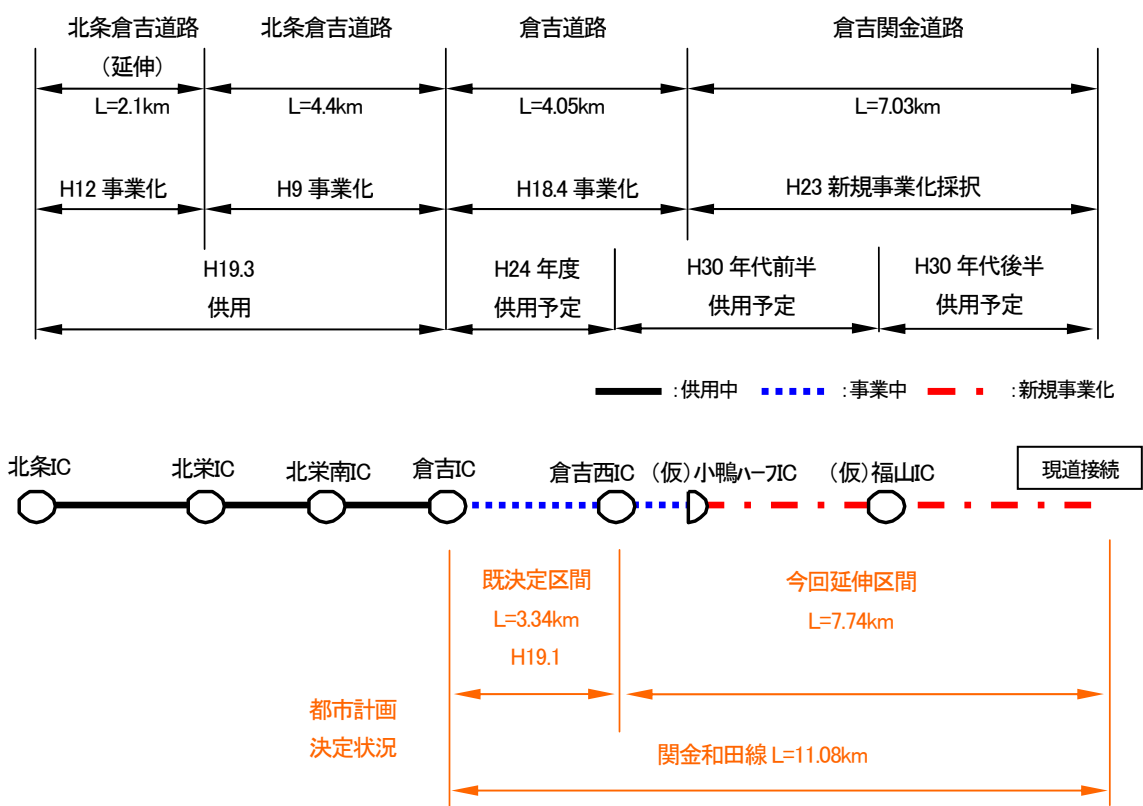 北条倉吉道路
（延伸）
北条倉吉道路
倉吉道路
倉吉関金道路
L=2.1km
L=4.4km
L=4.05km
L=7.03km
H12 事業化
H9 事業化
H18.4 事業化
H23 新規事業化採択
H19.3
供用
H24 年度
供用予定
H30 年代前半
供用予定
H30 年代後半
供用予定
:供用中
:事業中
:新規事業化
北条IC
北栄IC
北栄南IC
倉吉IC
倉吉西IC
（仮）小鴨ハーフIC
（仮）福山IC
現道接続
既決定区間
L=3.34km
H19.1
今回延伸区間
L=7.74km
都市計画
決定状況
関金和田線 L=11.08km